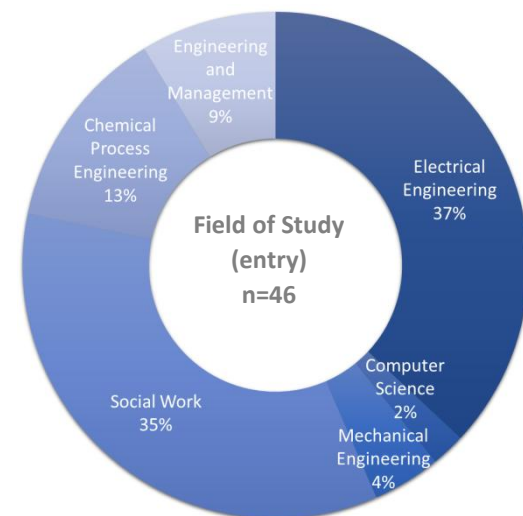 Engineering
and
Management
9%
Electrical
Engineering
37%
Chemical
Process
Engineering
13%
Field of Study
(entry)
n=46
Computer
Science
2%
Mechanical
Engineering
4%
Social Work
35%